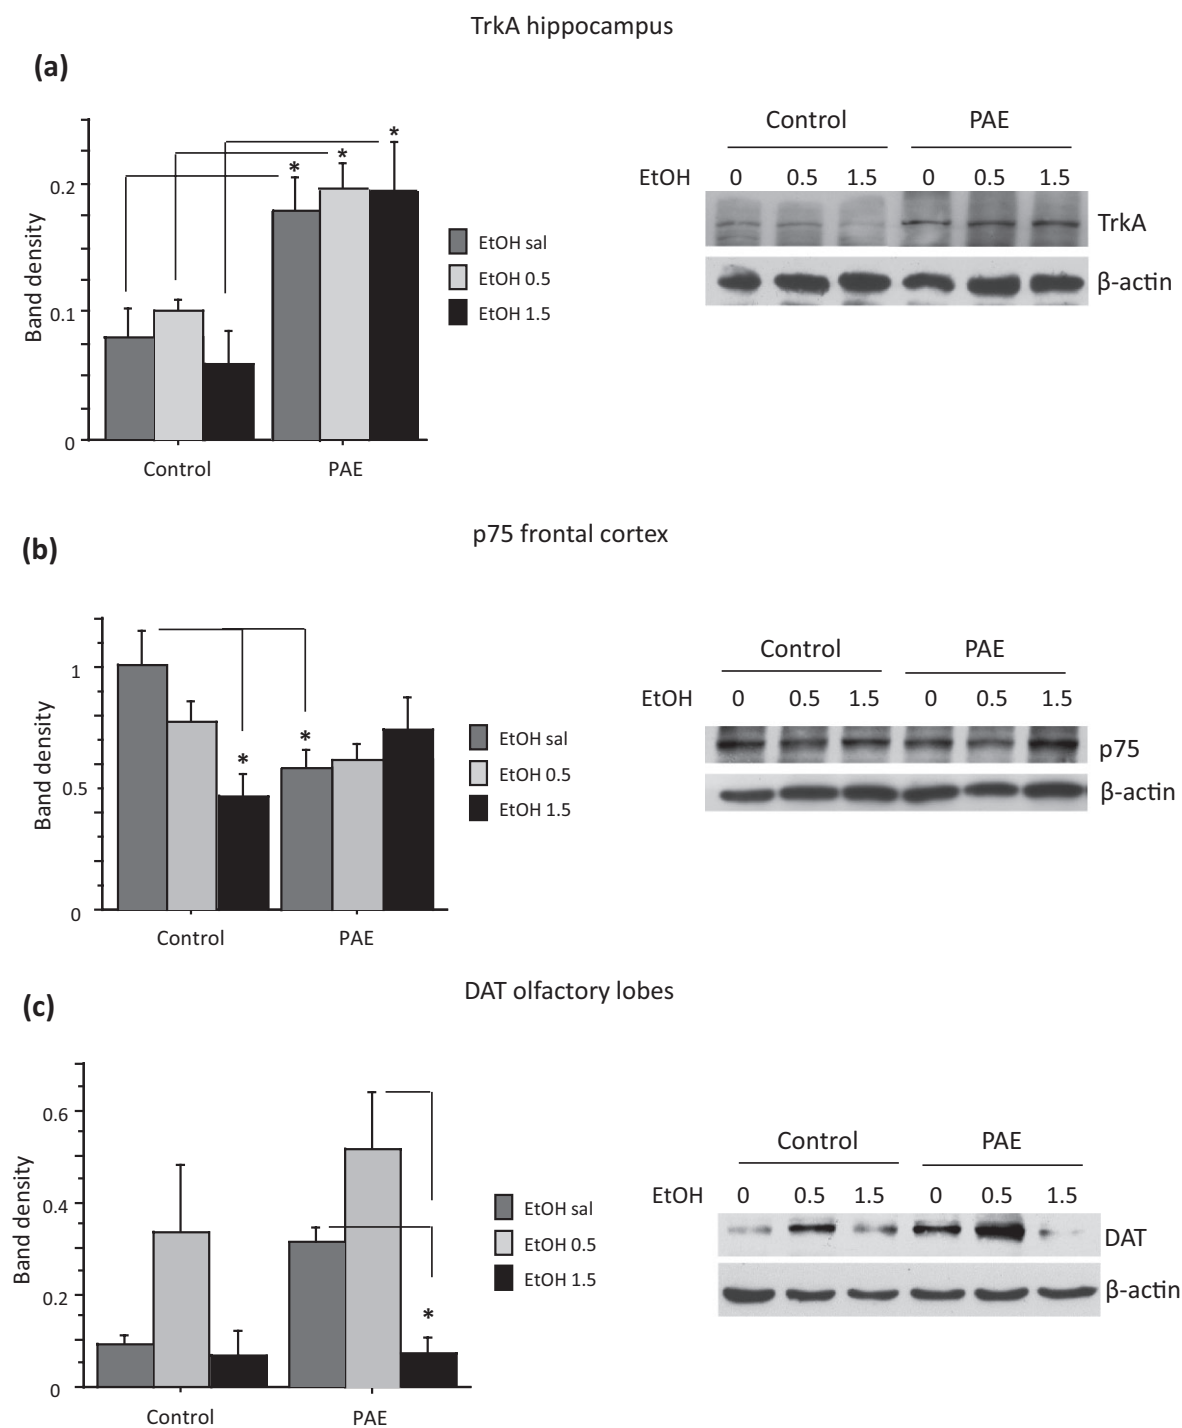 TrkA hippocampus
(a)
Band density
0.2
0.1
0
* * *
Control PAE
EtOH sal
EtOH 0.5
EtOH 1.5
Control PAE
EtOH 0 0.5 1.5 0 0.5 1.5
TrkA
β-actin
p75 frontal cortex
(b)
Band density
1
0.5
0
* *
Control PAE
EtOH sal
EtOH 0.5
EtOH 1.5
Control PAE
EtOH 0 0.5 1.5 0 0.5 1.5
p75
β-actin
DAT olfactory lobes
(c)
Band density
0.6
0.4
0.2
0
*
Control PAE
EtOH sal
EtOH 0.5
EtOH 1.5
Control PAE
EtOH 0 0.5 1.5 0 0.5 1.5
DAT
β-actin